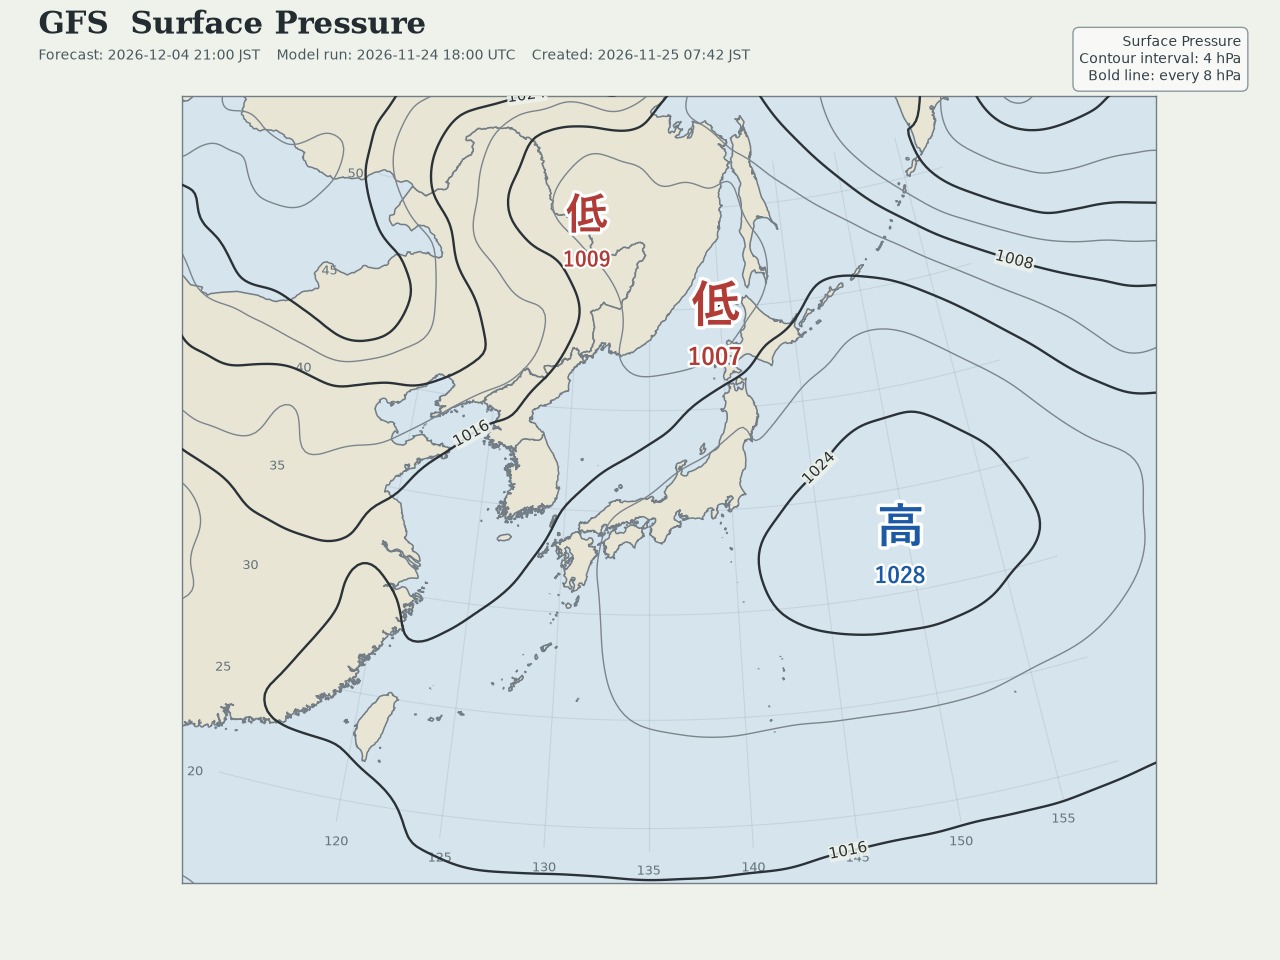 GFS Surface Pressure
Forecast: 2026-12-04 21:00 JST Model run: 2026-11-24 18:00 UTC Created: 2026-11-25 07:42 JST
Surface Pressure
Contour interval: 4 hPa
Bold line: every 8 hPa
1024
50
低
1009
1008
45
低
1007
40
1016
35
1024
高
1028
30
25
20
120
125
130
135
140
1016
145
150
155